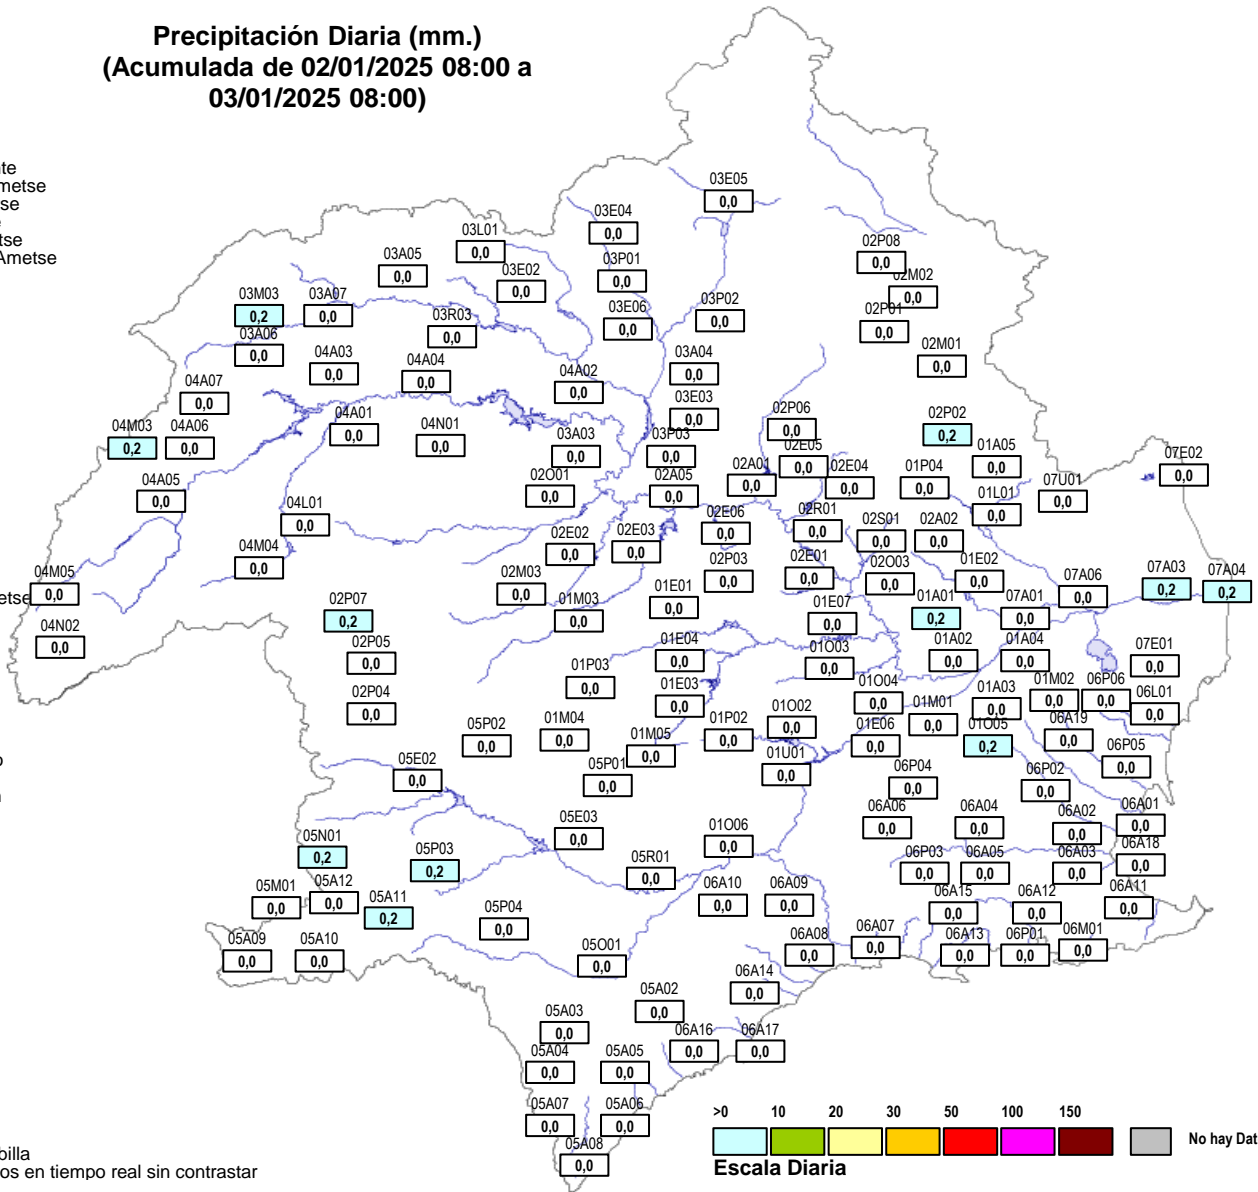 Precipitación Diaria (mm.)
(Acumulada de 02/01/2025 08:00 a
03/01/2025 08:00)
nte
metse
tse
e
tse
Ametse
03E05
0,0
03E04
0,0
03L01
0,0
03A05
0,0
03E02
0,0
03P01
0,0
02P08
0,0
02M02
0,0
03M03
0,2
03A07
0,0
03R03
0,0
03E06
0,0
03P02
0,0
02P01
0,0
03A06
0,0
04A03
0,0
04A04
0,0
04A02
0,0
03A04
0,0
02M01
0,0
04A07
0,0
03E03
0,0
04M03
0,2
04A06
0,0
04A01
0,0
04N01
0,0
03A03
0,0
03P03
0,0
02P06
0,0
02P02
0,2
02E05
0,0
01A05
0,0
07E02
0,0
04A05
0,0
02O01
0,0
02A05
0,0
02A01
0,0
02E04
0,0
01P04
0,0
07U01
0,0
04L01
0,0
01L01
0,0
02E02
0,0
02E03
0,0
02E06
0,0
02R01
0,0
02S01
0,0
02A02
0,0
04M04
0,0
02P03
0,0
02E01
0,0
02O03
0,0
01E02
0,0
04M05
0,0
etse
02M03
0,0
01M03
0,0
01E01
0,0
07A06
0,0
07A03
0,2
07A04
0,2
02P07
0,2
01E07
0,0
01A01
0,2
07A01
0,0
04N02
0,0
02P05
0,0
01E04
0,0
01O03
0,0
01A02
0,0
01A04
0,0
07E01
0,0
02P04
0,0
01P03
0,0
01E03
0,0
01O04
0,0
01A03
0,0
01M02
0,0
06P06
0,0
06L01
0,0
05P02
0,0
01M04
0,0
01M05
0,0
01P02
0,0
01O02
0,0
01E06
0,0
01M01
0,0
01O05
0,2
06A19
0,0
06P05
0,0
o
05E02
0,0
05P01
0,0
01U01
0,0
06P04
0,0
06P02
0,0
05E03
0,0
01O06
0,0
06A06
0,0
06A04
0,0
06A02
0,0
06A01
0,0
05N01
0,2
05P03
0,2
05R01
0,0
06P03
0,0
06A05
0,0
06A03
0,0
06A18
0,0
05M01
0,0
05A12
0,0
05A11
0,2
05P04
0,0
06A10
0,0
06A09
0,0
06A15
0,0
06A12
0,0
06A11
0,0
05A09
0,0
05A10
0,0
05O01
0,0
06A08
0,0
06A07
0,0
06A13
0,0
06P01
0,0
06M01
0,0
05A02
0,0
06A14
0,0
05A03
0,0
06A16
0,0
06A17
0,0
05A04
0,0
05A05
0,0
05A07
0,0
05A06
0,0
05A08
0,0
>0 10 20 30 50 100 150
No hay Dat
Escala Diaria
billa
os en tiempo real sin contrastar